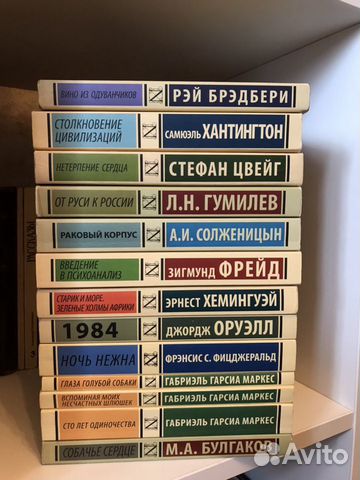 ВИНО ИЗ ОДУВАНЧИКОВ РЭЙ БРЭДБЕРИ
СТОЛКНОВЕНИЕ
ЦИВИЛИЗАЦИЙ САМЮЭЛЬ ХАНТИНГТОН
НЕТЕРПЕНИЕ СЕРДЦА СТЕФАН ЦВЕЙГ
ОТ РУСИ К РОССИИ Л.Н. ГУМИЛЕВ
РАКОВЫЙ КОРПУС А.И. СОЛЖЕНИЦЫН
ВВЕДЕНИЕ
В ПСИХОАНАЛИЗ ЗИГМУНД ФРЕЙД
СТАРИК И МОРЕ.
ЗЕЛЕНЫЕ ХОЛМЫ АФРИКИ ЭРНЕСТ ХЕМИНГУЭЙ
1984 ДЖОРДЖ ОРУЭЛЛ
НОЧЬ НЕЖНА ФРЭНСИС С. ФИЦДЖЕРАЛЬД
ГЛАЗА ГОЛУБОЙ СОБАКИ ГАБРИЭЛЬ ГАРСИА МАРКЕС
ВСПОМИНАЯ МОИХ
НЕСЧАСТНЫХ ШЛЮШЕК ГАБРИЭЛЬ ГАРСИА МАРКЕС
СТО ЛЕТ ОДИНОЧЕСТВА ГАБРИЭЛЬ ГАРСИА МАРКЕС
СОБАЧЬЕ СЕРДЦЕ М.А. БУЛГАКОВ
Avito